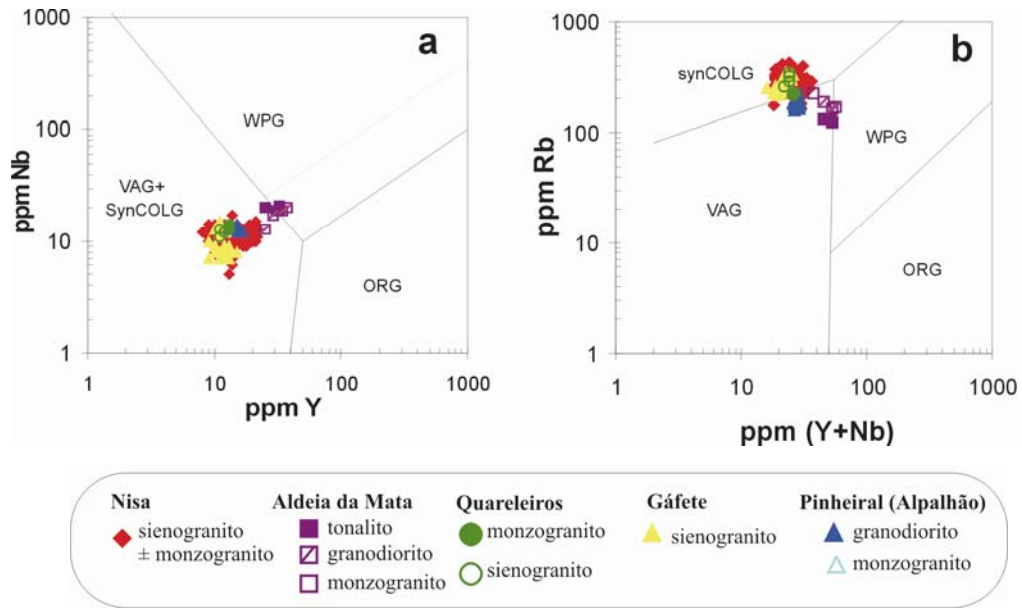 a
1000
100
10
1
ppm Nb
WPG
VAG+
SynCOLG
ORG
1 10 100 1000
ppm Y
b
1000
100
10
1
ppm Rb
synCOLG
WPG
VAG
ORG
1 10 100 1000
ppm (Y+Nb)
Nisa
sienogranito
± monzogranito
Aldeia da Mata
tonalito
granodiorito
monzogranito
Quareleiros
monzogranito
sienogranito
Gáfete
sienogranito
Pinheiral (Alpalhão)
granodiorito
monzogranito